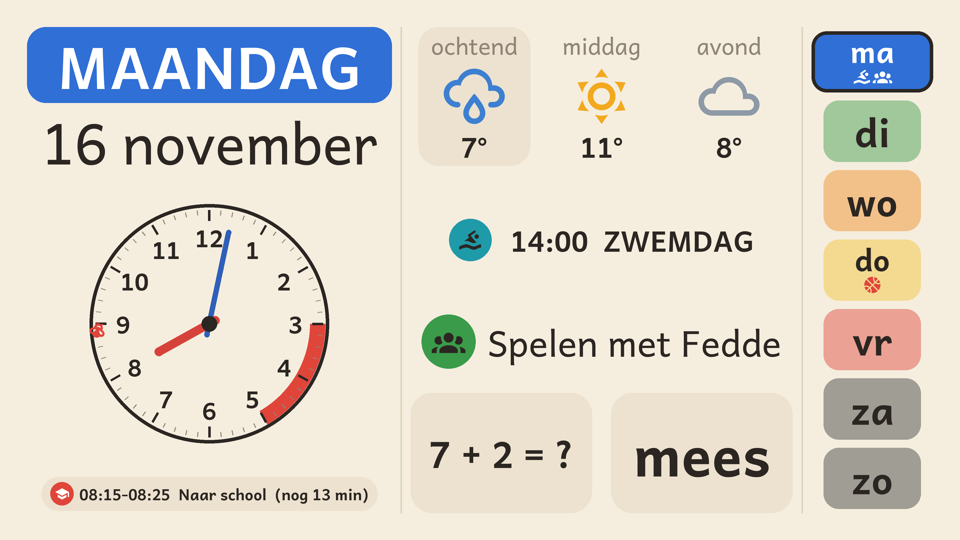 MAANDAG
16 november
12
1
2
3
4
5
6
7
8
9
10
11
08:15-08:25 Naar school (nog 13 min)
ochtend
7°
middag
11°
avond
8°
14:00 ZWEMDAG
Spelen met Fedde
7 + 2 = ?
mees
ma
di
wo
do
vr
za
zo